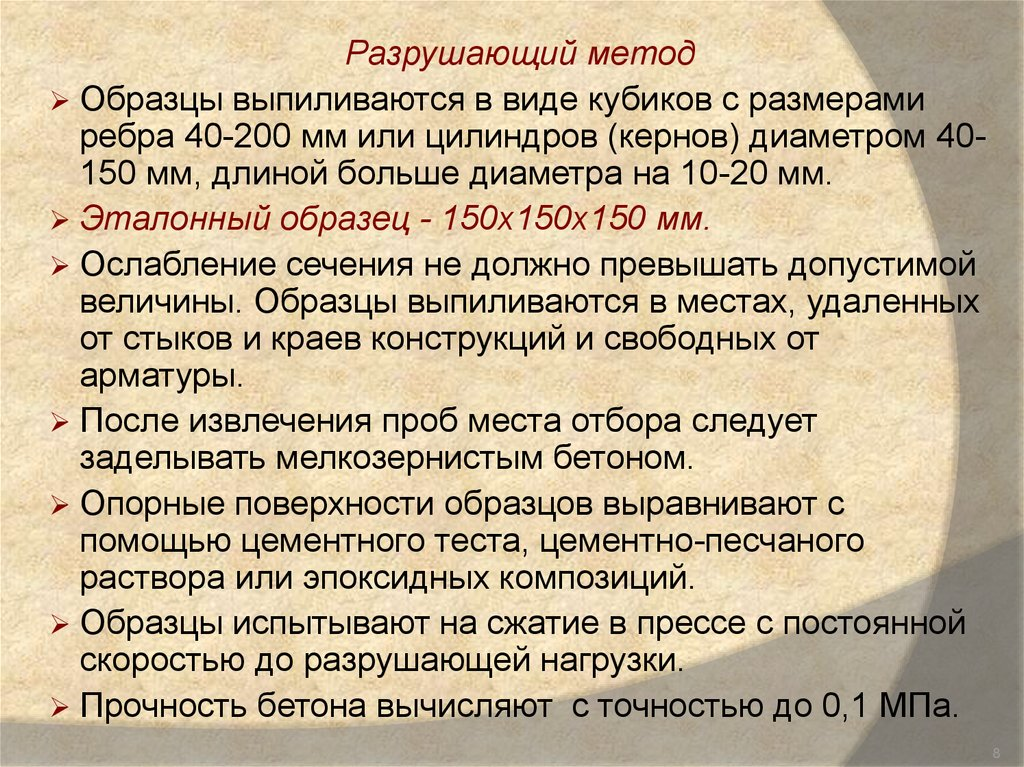 Разрушающий метод
Образцы выпиливаются в виде кубиков с размерами
ребра 40-200 мм или цилиндров (кернов) диаметром 40-
150 мм, длиной больше диаметра на 10-20 мм.
Эталонный образец - 150х150х150 мм.
Ослабление сечения не должно превышать допустимой
величины. Образцы выпиливаются в местах, удаленных
от стыков и краев конструкций и свободных от
арматуры.
После извлечения проб места отбора следует
заделывать мелкозернистым бетоном.
Опорные поверхности образцов выравнивают с
помощью цементного теста, цементно-песчаного
раствора или эпоксидных композиций.
Образцы испытывают на сжатие в прессе с постоянной
скоростью до разрушающей нагрузки.
Прочность бетона вычисляют  с точностью до 0,1 МПа.
8